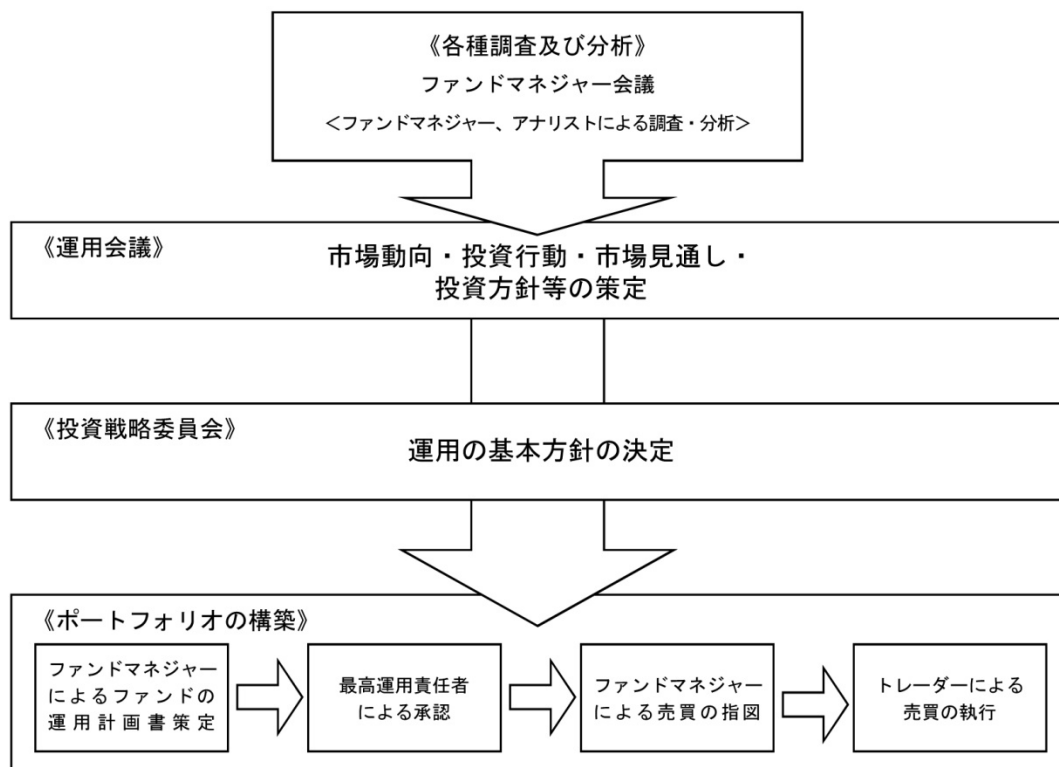 《各種調査及び分析》
ファンドマネジャー会議
＜ファンドマネジャー、アナリストによる調査・分析＞
《運用会議》
市場動向・投資行動・市場見通し・
投資方針等の策定
《投資戦略委員会》
運用の基本方針の決定
《ポートフォリオの構築》
ファンドマネジャー
によるファンドの
運用計画書策定
最高運用責任者
による承認
ファンドマネジャー
による売買の指図
トレーダーによる
売買の執行